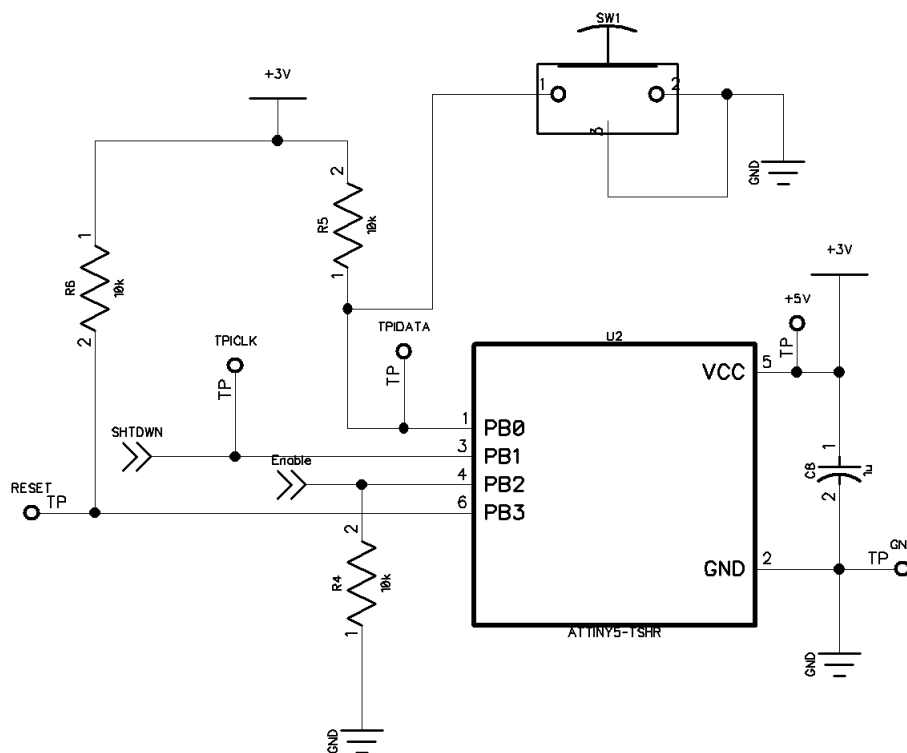 SW1
+3V
1
2
3
GND
2
R5
10k
1
1
R6
10k
2
+3V
+5V
TP
TPICLK
TP
TPIDATA
TP
U2
VCC
5
1
PB0
SHTDWN
3
PB1
Enable
4
PB2
RESET
TP
6
PB3
1
C8
1u
2
2
R4
10k
1
GND
2
TP
GN
ATTINY5-TSHR
GND
GND